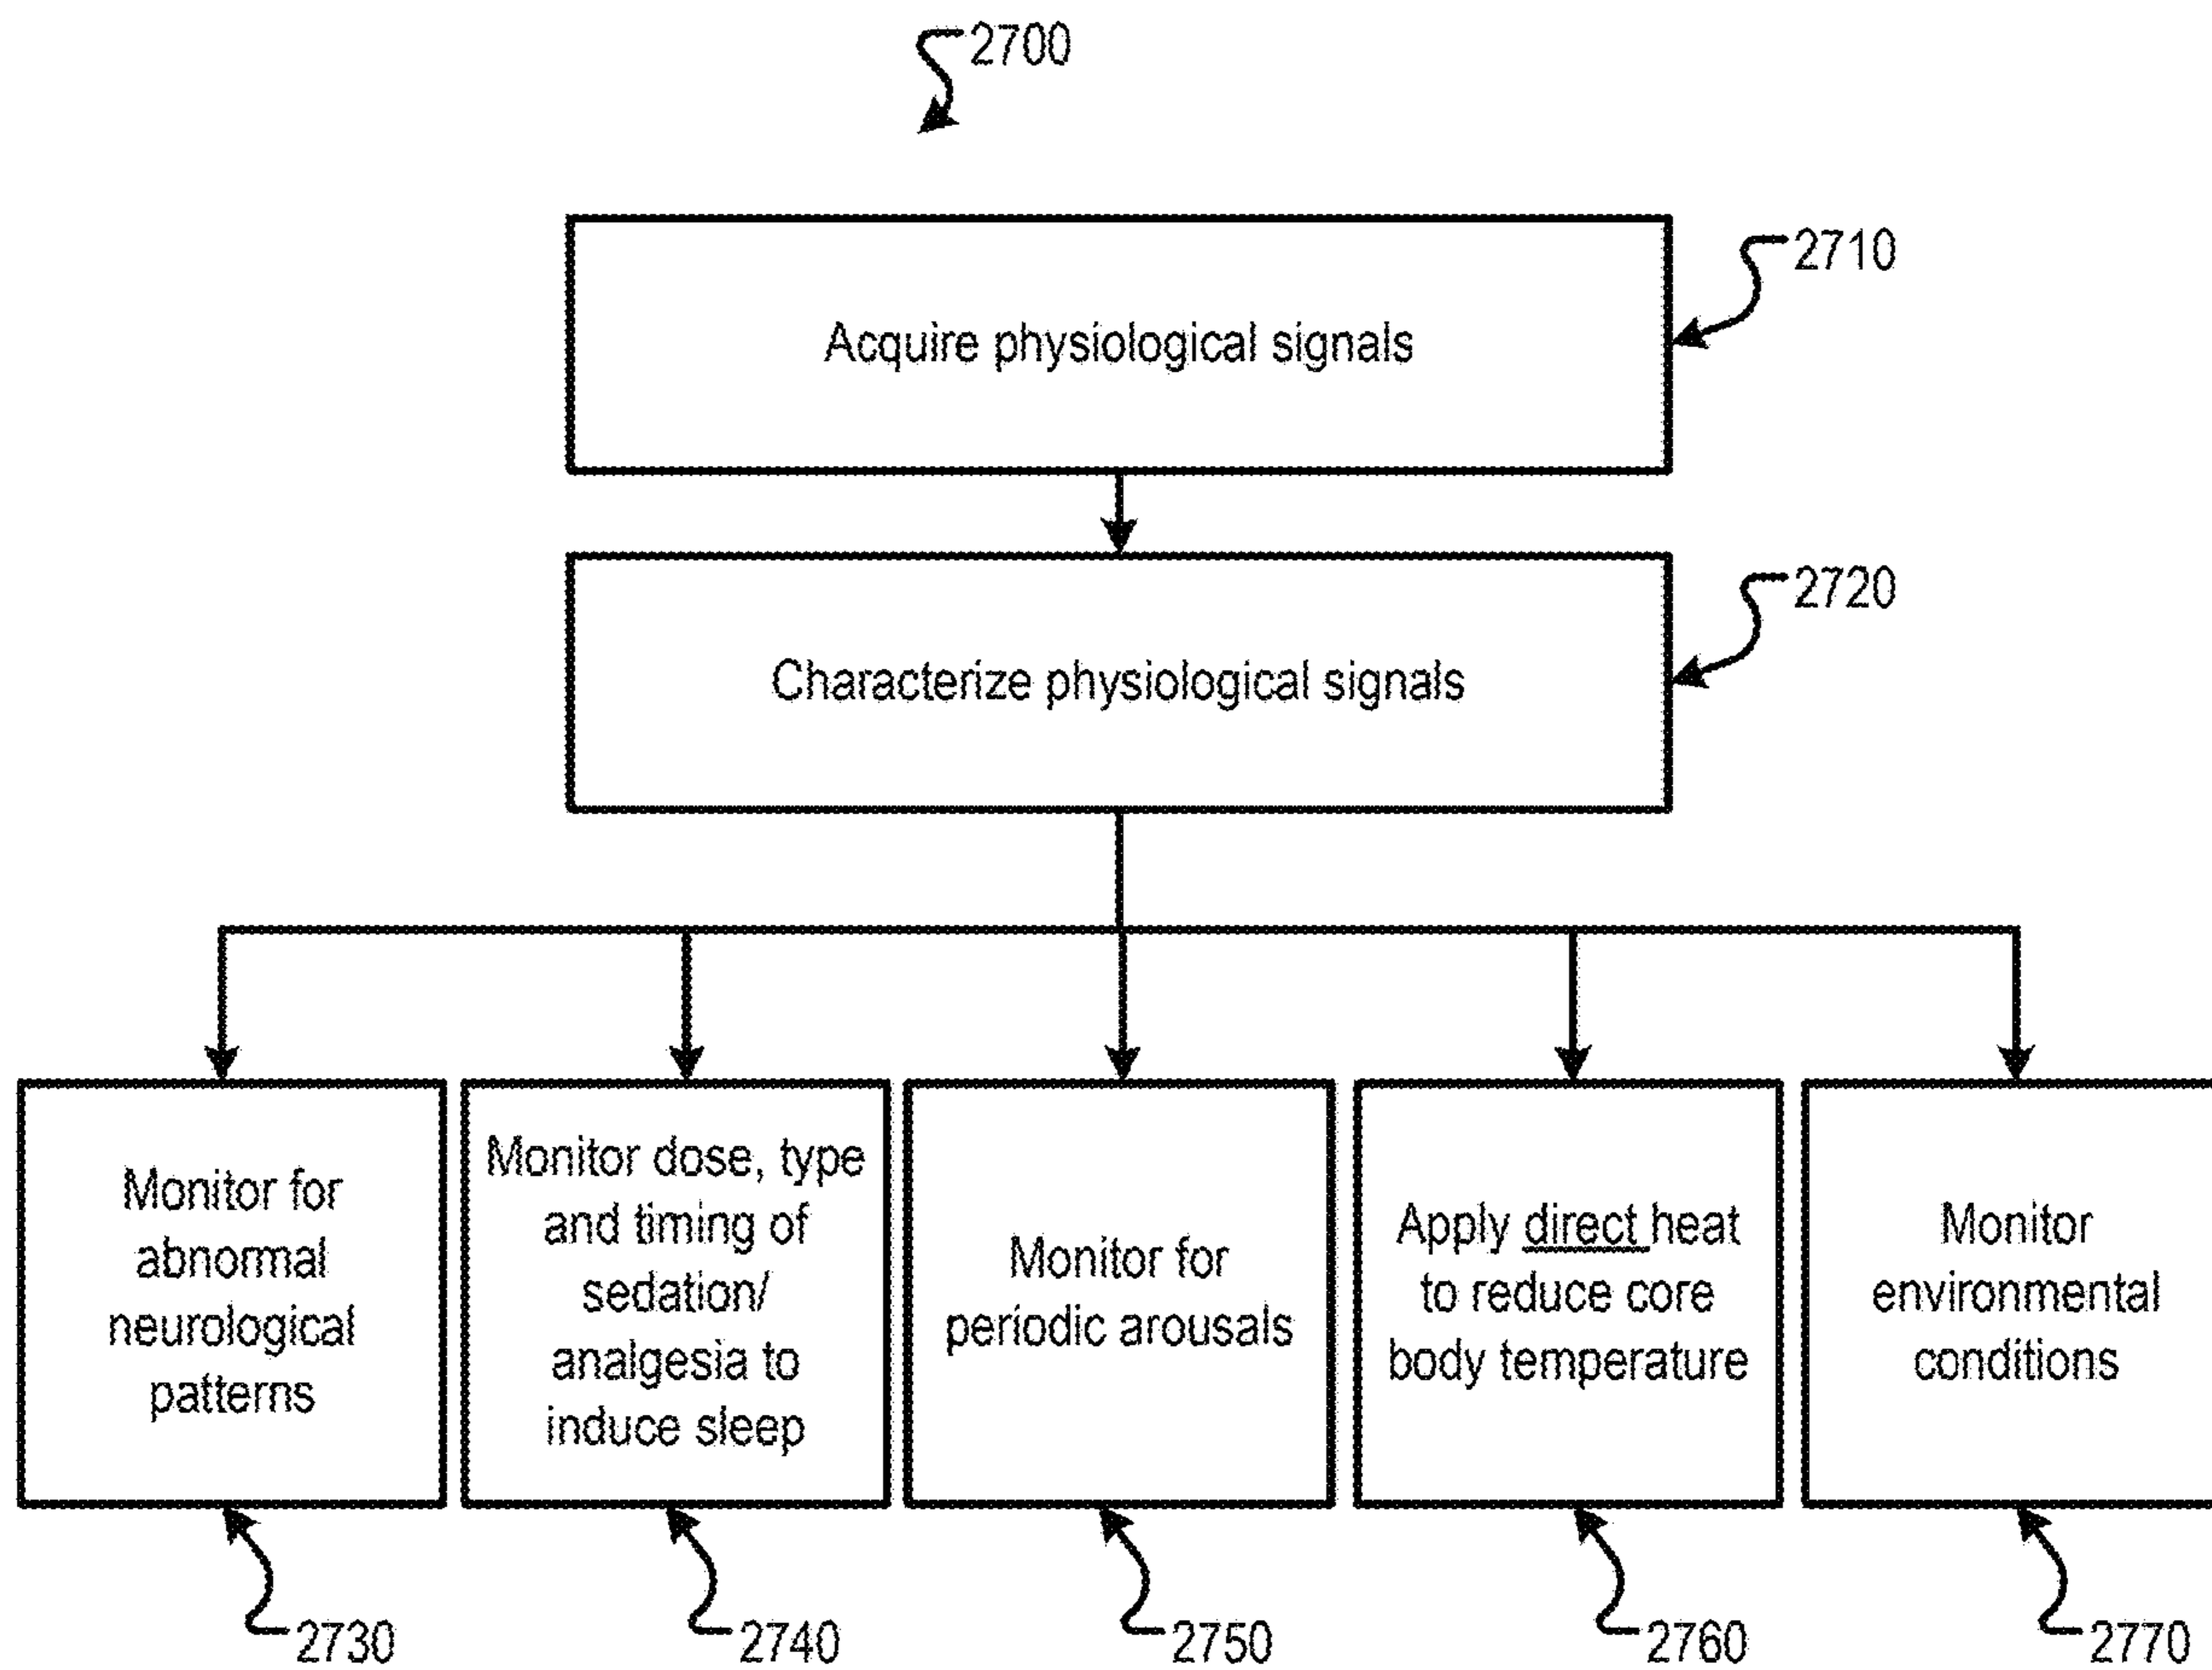 2700
Acquire physiological signals
2710
Characterize physiological signals
2720
Monitor for
abnormal
neurological
patterns
Monitor dose, type
and timing of
sedation/
analgesia to
induce sleep
Monitor for
periodic arousals
Apply direct heat
to reduce core
body temperature
Monitor
environmental
conditions
2730
2740
2750
2760
2770